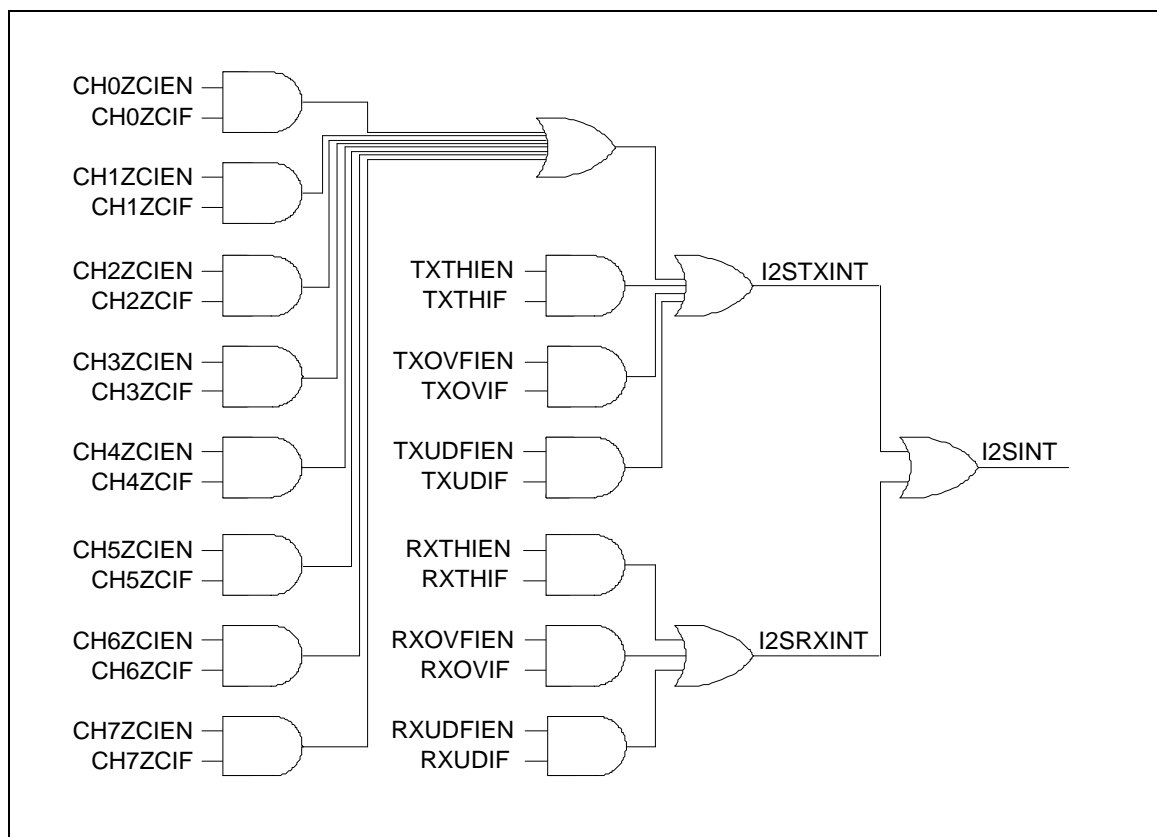 CH0ZCIEN
CH0ZCIF
CH1ZCIEN
CH1ZCIF
CH2ZCIEN
CH2ZCIF
CH3ZCIEN
CH3ZCIF
CH4ZCIEN
CH4ZCIF
CH5ZCIEN
CH5ZCIF
CH6ZCIEN
CH6ZCIF
CH7ZCIEN
CH7ZCIF
TXTHIEN
TXTHIF
TXOVFIEN
TXOVIF
TXUDFIEN
TXUDIF
RXTHIEN
RXTHIF
RXOVFIEN
RXOVIF
RXUDFIEN
RXUDIF
I2STXINT
I2SRXINT
I2SINT